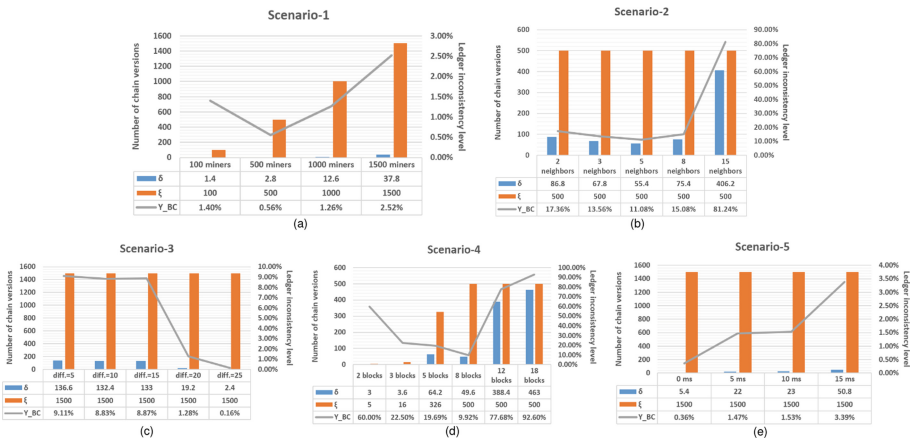 Scenario-1
Number of chain versions
1600
1400
1200
1000
800
600
400
200
0
3.00%
2.50%
2.00%
1.50%
1.00%
0.50%
0.00%
Ledger inconsistency level
100 miners 500 miners 1000 miners 1500 miners
δ 1.4 2.8 12.6 37.8
ξ 100 500 1000 1500
Y_BC 1.40% 0.56% 1.26% 2.52%
(a)
Scenario-2
Number of chain versions
600
500
400
300
200
100
0
90.00%
80.00%
70.00%
60.00%
50.00%
40.00%
30.00%
20.00%
10.00%
0.00%
Ledger inconsistency level
2 3 5 8 15
neighbors neighbors neighbors neighbors neighbors
δ 86.8 67.8 55.4 75.4 406.2
ξ 500 500 500 500 500
Y_BC 17.36% 13.56% 11.08% 15.08% 81.24%
(b)
Scenario-3
Number of chain versions
1600
1400
1200
1000
800
600
400
200
0
10.00%
9.00%
8.00%
7.00%
6.00%
5.00%
4.00%
3.00%
2.00%
1.00%
0.00%
Ledger inconsistency level
diff.=5 diff.=10 diff.=15 diff.=20 diff.=25
δ 136.6 132.4 133 19.2 2.4
ξ 1500 1500 1500 1500 1500
Y_BC 9.11% 8.83% 8.87% 1.28% 0.16%
(c)
Scenario-4
Number of chain versions
600
500
400
300
200
100
0
100.00%
90.00%
80.00%
70.00%
60.00%
50.00%
40.00%
30.00%
20.00%
10.00%
0.00%
Ledger inconsistency level
2 blocks 3 blocks 5 blocks 8 blocks 12 blocks 18 blocks
δ 3 3.6 64.2 49.6 388.4 463
ξ 5 16 326 500 500 500
Y_BC 60.00% 22.50% 19.69% 9.92% 77.68% 92.60%
(d)
Scenario-5
Number of chain versions
1600
1400
1200
1000
800
600
400
200
0
4.00%
3.50%
3.00%
2.50%
2.00%
1.50%
1.00%
0.50%
0.00%
Ledger inconsistency level
0 ms 5 ms 10 ms 15 ms
δ 5.4 22 23 50.8
ξ 1500 1500 1500 1500
Y_BC 0.36% 1.47% 1.53% 3.39%
(e)